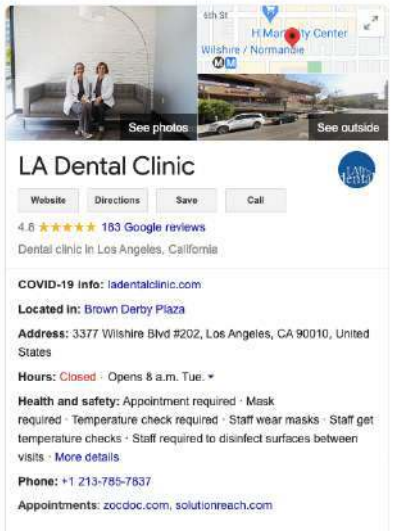 6th St
Wilshire / Normandie
M M
See photos
See outside
LA Dental Clinic
dental
Website Directions Save Call
4.8 ★★★★★ 163 Google reviews
Dental clinic in Los Angeles, California
COVID-19 info: ladentalclinic.com
Located in: Brown Derby Plaza
Address: 3377 Wilshire Blvd #202, Los Angeles, CA 90010, United
States
Hours: Closed · Opens 8 a.m. Tue.
Health and safety: Appointment required · Mask
required · Temperature check required · Staff wear masks · Staff get
temperature checks · Staff required to disinfect surfaces between
visits · More details
Phone: +1 213-785-7837
Appointments: zocdoc.com, solutionreach.com